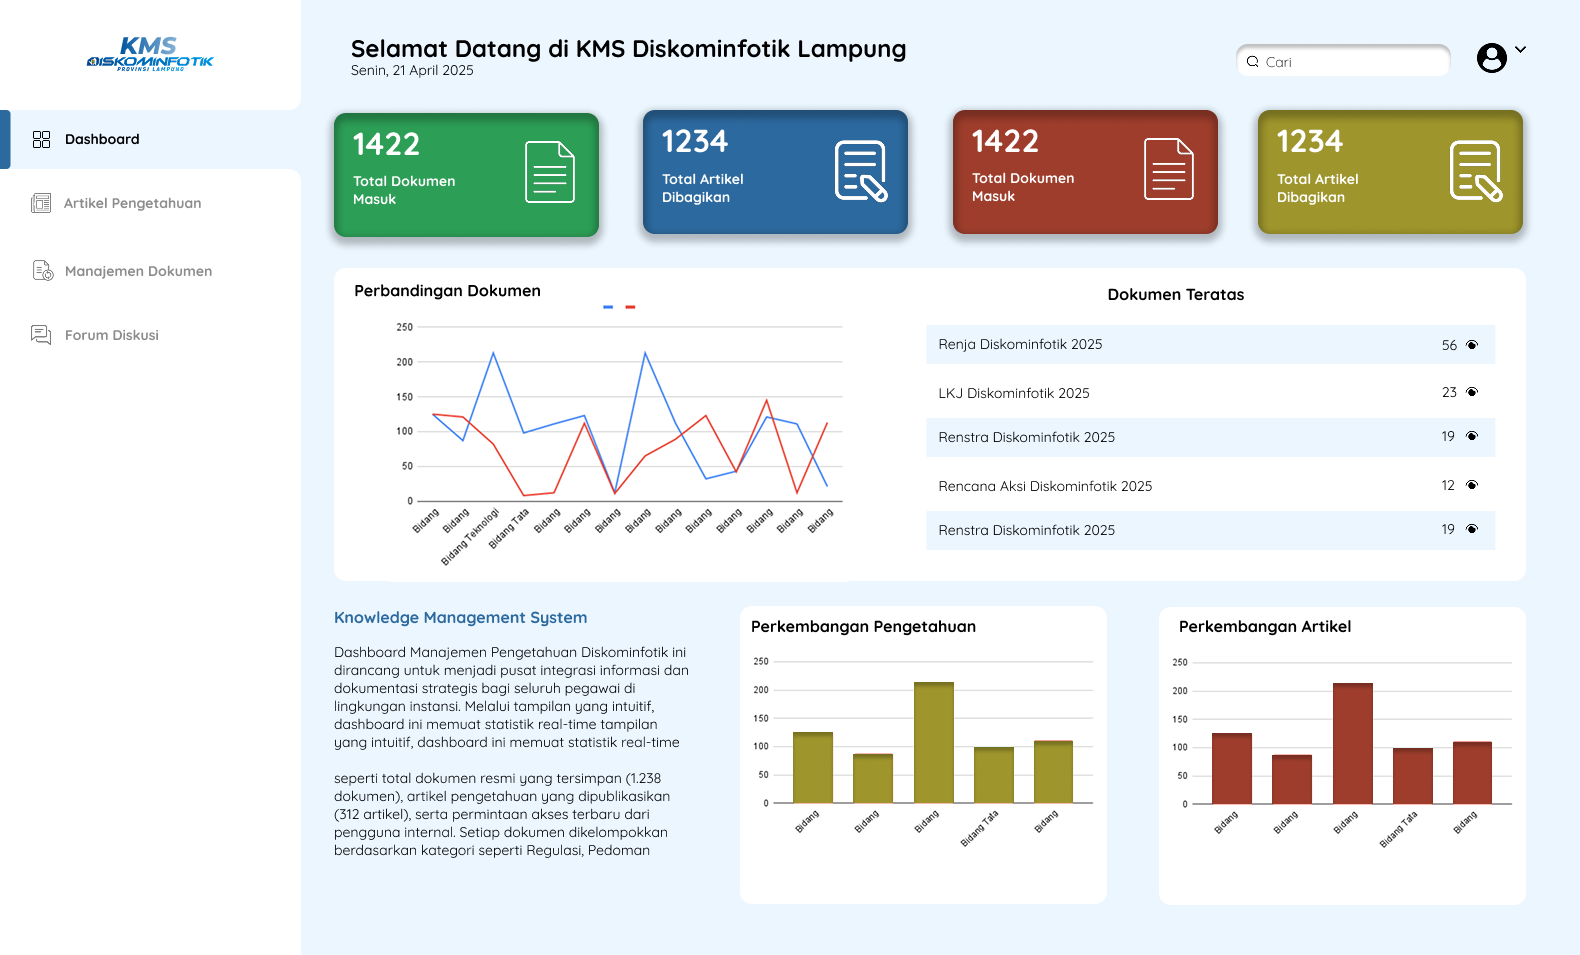 KMS
DISKOMINFOTIK
PROVINSI LAMPUNG
Dashboard
Artikel Pengetahuan
Manajemen Dokumen
Forum Diskusi
Selamat Datang di KMS Diskominfotik Lampung
Senin, 21 April 2025
Cari
1422
Total Dokumen
Masuk
1234
Total Artikel
Dibagikan
1422
Total Dokumen
Masuk
1234
Total Artikel
Dibagikan
Perbandingan Dokumen
250
200
150
100
50
0
Bidang
Bidang
Bidang Teknologi
Bidang Tata
Bidang
Bidang
Bidang
Bidang
Bidang
Bidang
Bidang
Bidang
Bidang
Bidang
Dokumen Teratas
Renja Diskominfotik 2025 56
LKJ Diskominfotik 2025 23
Renstra Diskominfotik 2025 19
Rencana Aksi Diskominfotik 2025 12
Renstra Diskominfotik 2025 19
Knowledge Management System
Dashboard Manajemen Pengetahuan Diskominfotik ini
dirancang untuk menjadi pusat integrasi informasi dan
dokumentasi strategis bagi seluruh pegawai di
lingkungan instansi. Melalui tampilan yang intuitif,
dashboard ini memuat statistik real-time tampilan
yang intuitif, dashboard ini memuat statistik real-time
seperti total dokumen resmi yang tersimpan (1.238
dokumen), artikel pengetahuan yang dipublikasikan
(312 artikel), serta permintaan akses terbaru dari
pengguna internal. Setiap dokumen dikelompokkan
berdasarkan kategori seperti Regulasi, Pedoman
Perkembangan Pengetahuan
250
200
150
100
50
0
Bidang
Bidang
Bidang
Bidang Tata
Bidang
Perkembangan Artikel
250
200
150
100
50
0
Bidang
Bidang
Bidang
Bidang Tata
Bidang